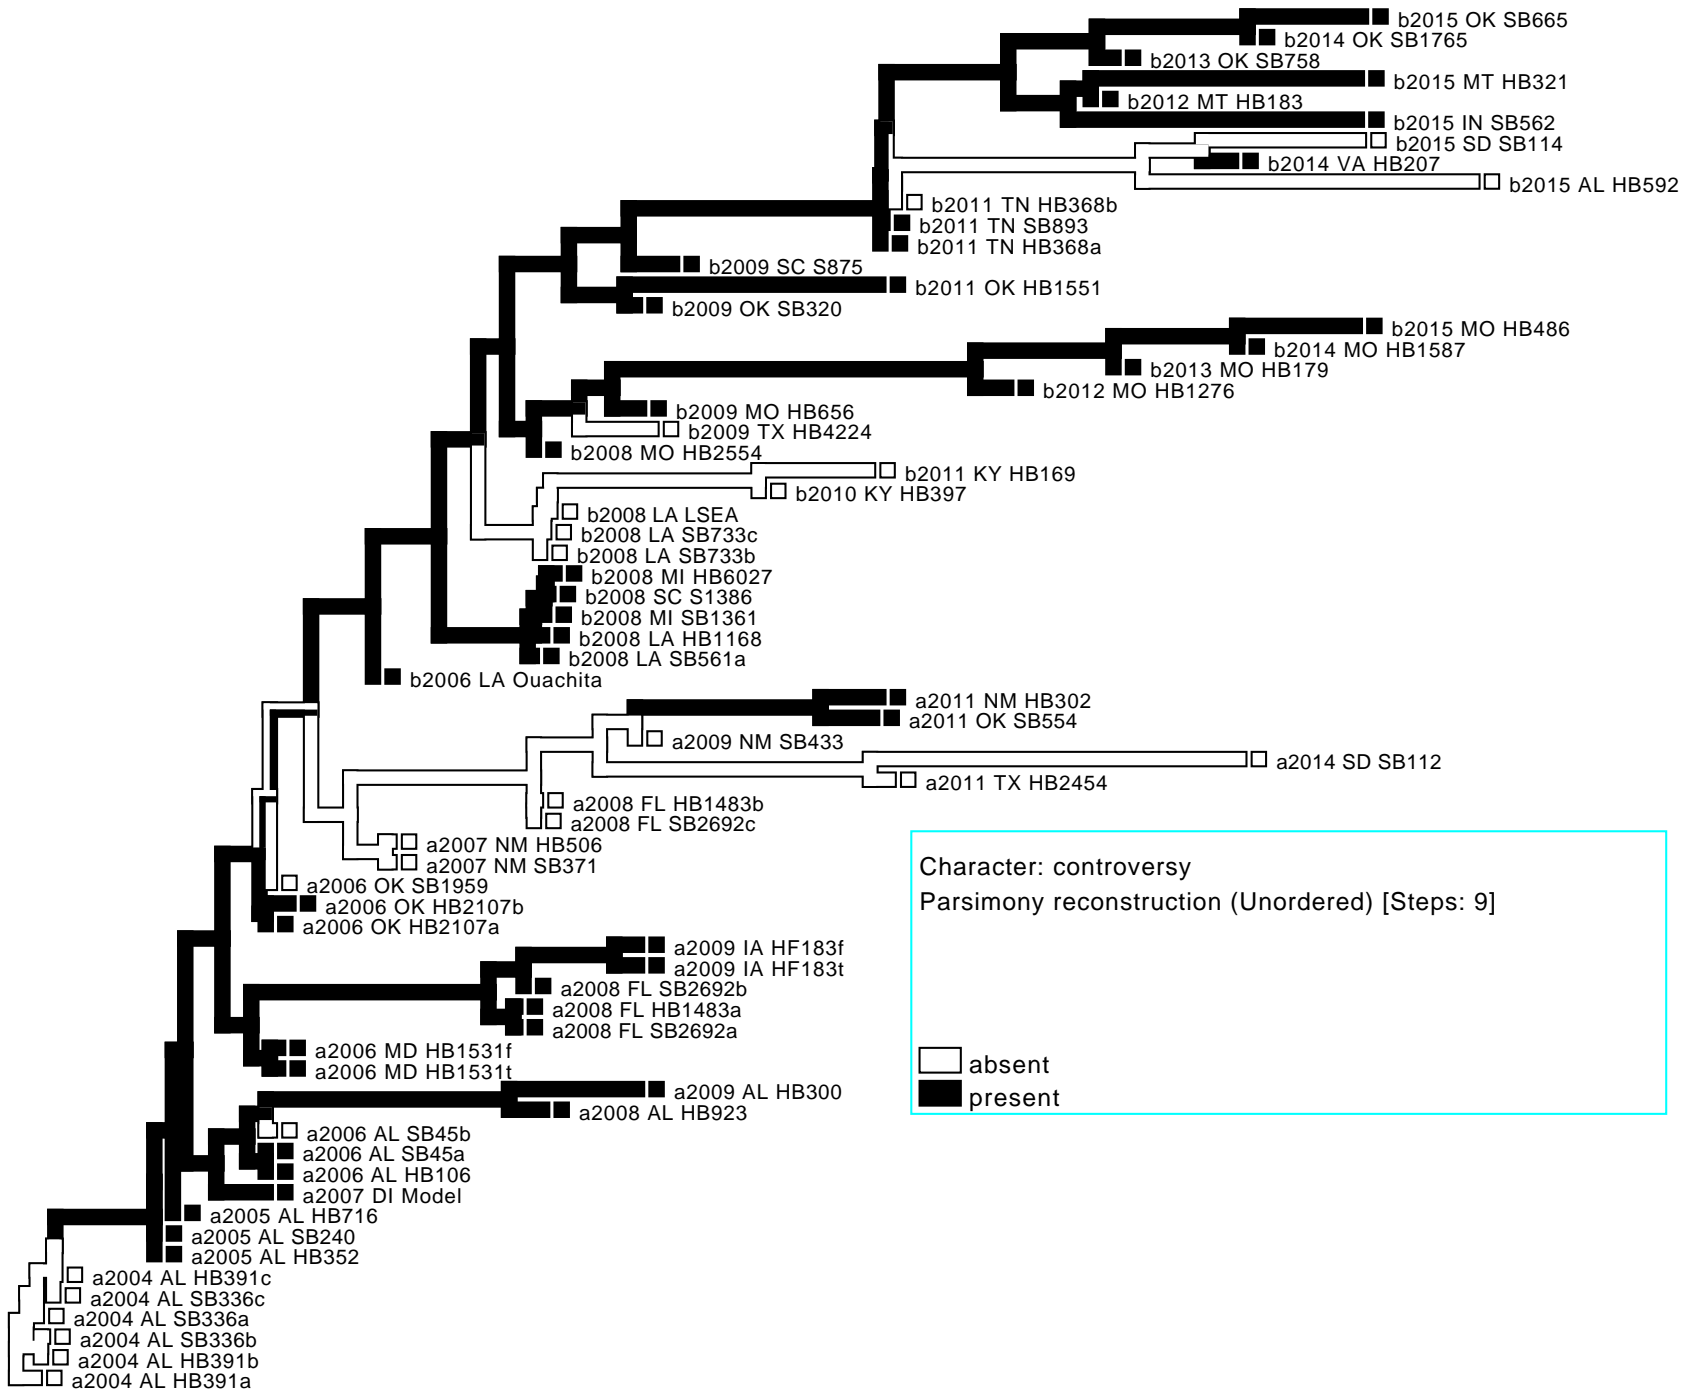 b2015 OK SB665
b2014 OK SB1765
b2013 OK SB758
b2015 MT HB321
b2012 MT HB183
b2015 IN SB562
b2015 SD SB114
b2014 VA HB207
b2015 AL HB592
b2011 TN HB368b
b2011 TN SB893
b2011 TN HB368a
b2009 SC S875
b2011 OK HB1551
b2009 OK SB320
b2015 MO HB486
b2014 MO HB1587
b2013 MO HB179
b2012 MO HB1276
b2009 MO HB656
b2009 TX HB4224
b2008 MO HB2554
b2011 KY HB169
b2010 KY HB397
b2008 LA LSEA
b2008 LA SB733c
b2008 LA SB733b
b2008 MI HB6027
b2008 SC S1386
b2008 MI SB1361
b2008 LA HB1168
b2008 LA SB561a
b2006 LA Ouachita
a2011 NM HB302
a2011 OK SB554
a2009 NM SB433
a2014 SD SB112
a2011 TX HB2454
a2008 FL HB1483b
a2008 FL SB2692c
a2007 NM HB506
a2007 NM SB371
a2006 OK SB1959
a2006 OK HB2107b
a2006 OK HB2107a
a2009 IA HF183f
a2009 IA HF183t
a2008 FL SB2692b
a2008 FL HB1483a
a2008 FL SB2692a
a2006 MD HB1531f
a2006 MD HB1531t
a2009 AL HB300
a2008 AL HB923
a2006 AL SB45b
a2006 AL SB45a
a2006 AL HB106
a2007 DI Model
a2005 AL HB716
a2005 AL SB240
a2005 AL HB352
a2004 AL HB391c
a2004 AL SB336c
a2004 AL SB336a
a2004 AL SB336b
a2004 AL HB391b
a2004 AL HB391a
Character: controversy
Parsimony reconstruction (Unordered) [Steps: 9]
absent
present